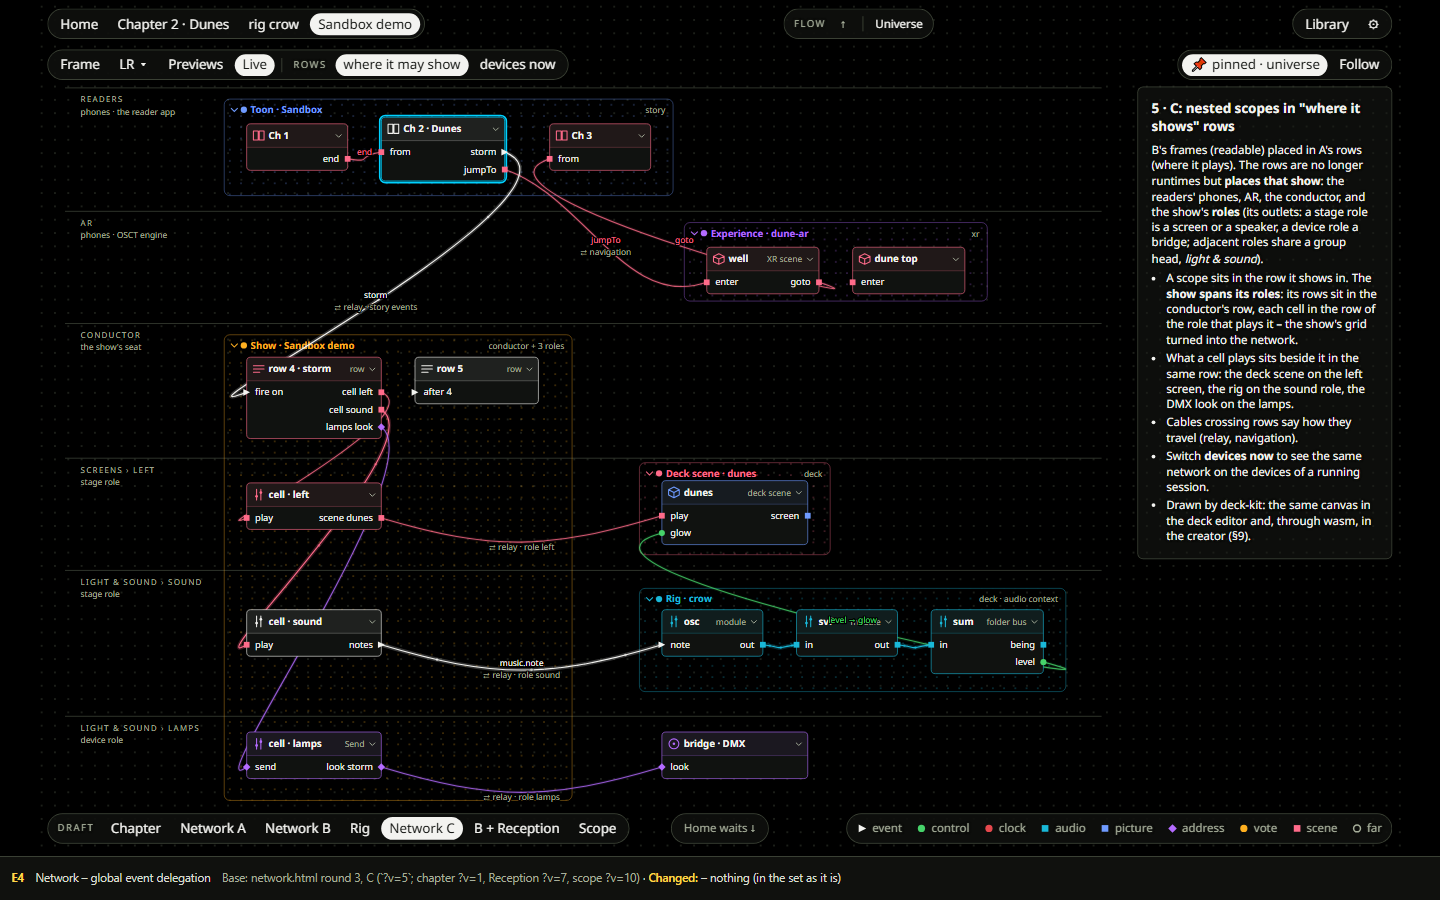 Home Chapter 2 · Dunes rig crow Sandbox demo
FLOW ↑ Universe
Library ⚙
Frame LR ▾ Previews Live ROWS where it may show devices now
📌 pinned · universe Follow
READERS
phones · the reader app
Toon · Sandbox story
Ch 1
end
end
Ch 2 · Dunes
from storm
jumpTo
Ch 3
from
AR
phones · OSCT engine
jumpTo
⇄ navigation
goto
Experience · dune-ar xr
well XR scene
enter goto
dune top
enter
storm
⇄ relay · story events
CONDUCTOR
the show's seat
Show · Sandbox demo conductor + 3 roles
row 4 · storm row
fire on cell left
cell sound
lamps look
row 5 row
after 4
SCREENS › LEFT
stage role
cell · left
play scene dunes
⇄ relay · role left
Deck scene · dunes deck
dunes deck scene
play screen
glow
LIGHT & SOUND › SOUND
stage role
cell · sound
play notes
music.note
⇄ relay · role sound
Rig · crow deck · audio context
osc module
note out
level → glow
in out
sum folder bus
in being
level
LIGHT & SOUND › LAMPS
device role
cell · lamps Send
send look storm
⇄ relay · role lamps
bridge · DMX
look
5 · C: nested scopes in "where it
shows" rows
B's frames (readable) placed in A's rows
(where it plays). The rows are no longer
runtimes but places that show: the
readers' phones, AR, the conductor, and
the show's roles (its outlets: a stage role
is a screen or a speaker, a device role a
bridge; adjacent roles share a group
head, light & sound).
• A scope sits in the row it shows in. The
show spans its roles: its rows sit in the
conductor's row, each cell in the row of
the role that plays it – the show's grid
turned into the network.
• What a cell plays sits beside it in the
same row: the deck scene on the left
screen, the rig on the sound role, the
DMX look on the lamps.
• Cables crossing rows say how they
travel (relay, navigation).
• Switch devices now to see the same
network on the devices of a running
session.
• Drawn by deck-kit: the same canvas in
the deck editor and, through wasm, in
the creator (§9).
DRAFT Chapter Network A Network B Rig Network C B + Reception Scope
Home waits ↓
event control clock audio picture address vote scene far
E4 Network – global event delegation Base: network.html round 3, C (`?v=5`; chapter ?v=1, Reception ?v=7, scope ?v=10) · Changed: – nothing (in the set as it is)